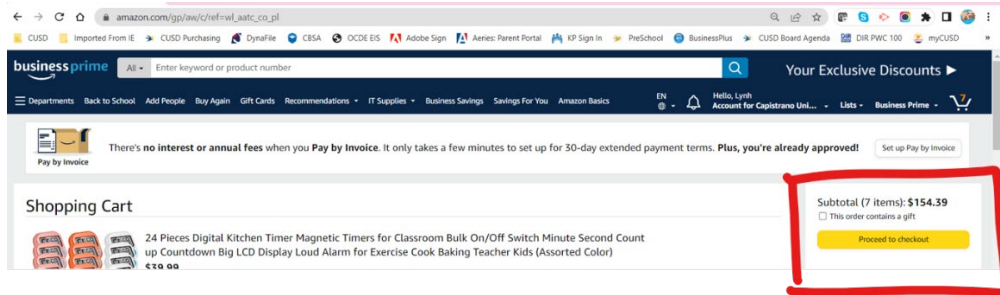 amazon.com/gp/aw/c/ref=wl_aatc_co_pl
CUSD Imported From IE CUSD Purchasing DynaFile CBSA OCDE EIS Adobe Sign Aeries: Parent Portal KP Sign In PreSchool BusinessPlus CUSD Board Agenda DIR PWC 100 myCUSD »
business prime All Enter keyword or product number Your Exclusive Discounts
Departments Back to School Add People Buy Again Gift Cards Recommendations IT Supplies Business Savings Savings For You Amazon Basics EN Hello, Lynh
Account for Capistrano Uni... Lists Business Prime 7
Pay by Invoice
There's no interest or annual fees when you Pay by Invoice. It only takes a few minutes to set up for 30-day extended payment terms. Plus, you're already approved! Set up Pay by Invoice
Shopping Cart
Subtotal (7 items): $154.39
This order contains a gift
Proceed to checkout
24 Pieces Digital Kitchen Timer Magnetic Timers for Classroom Bulk On/Off Switch Minute Second Count
up Countdown Big LCD Display Loud Alarm for Exercise Cook Baking Teacher Kids (Assorted Color)
$39.99